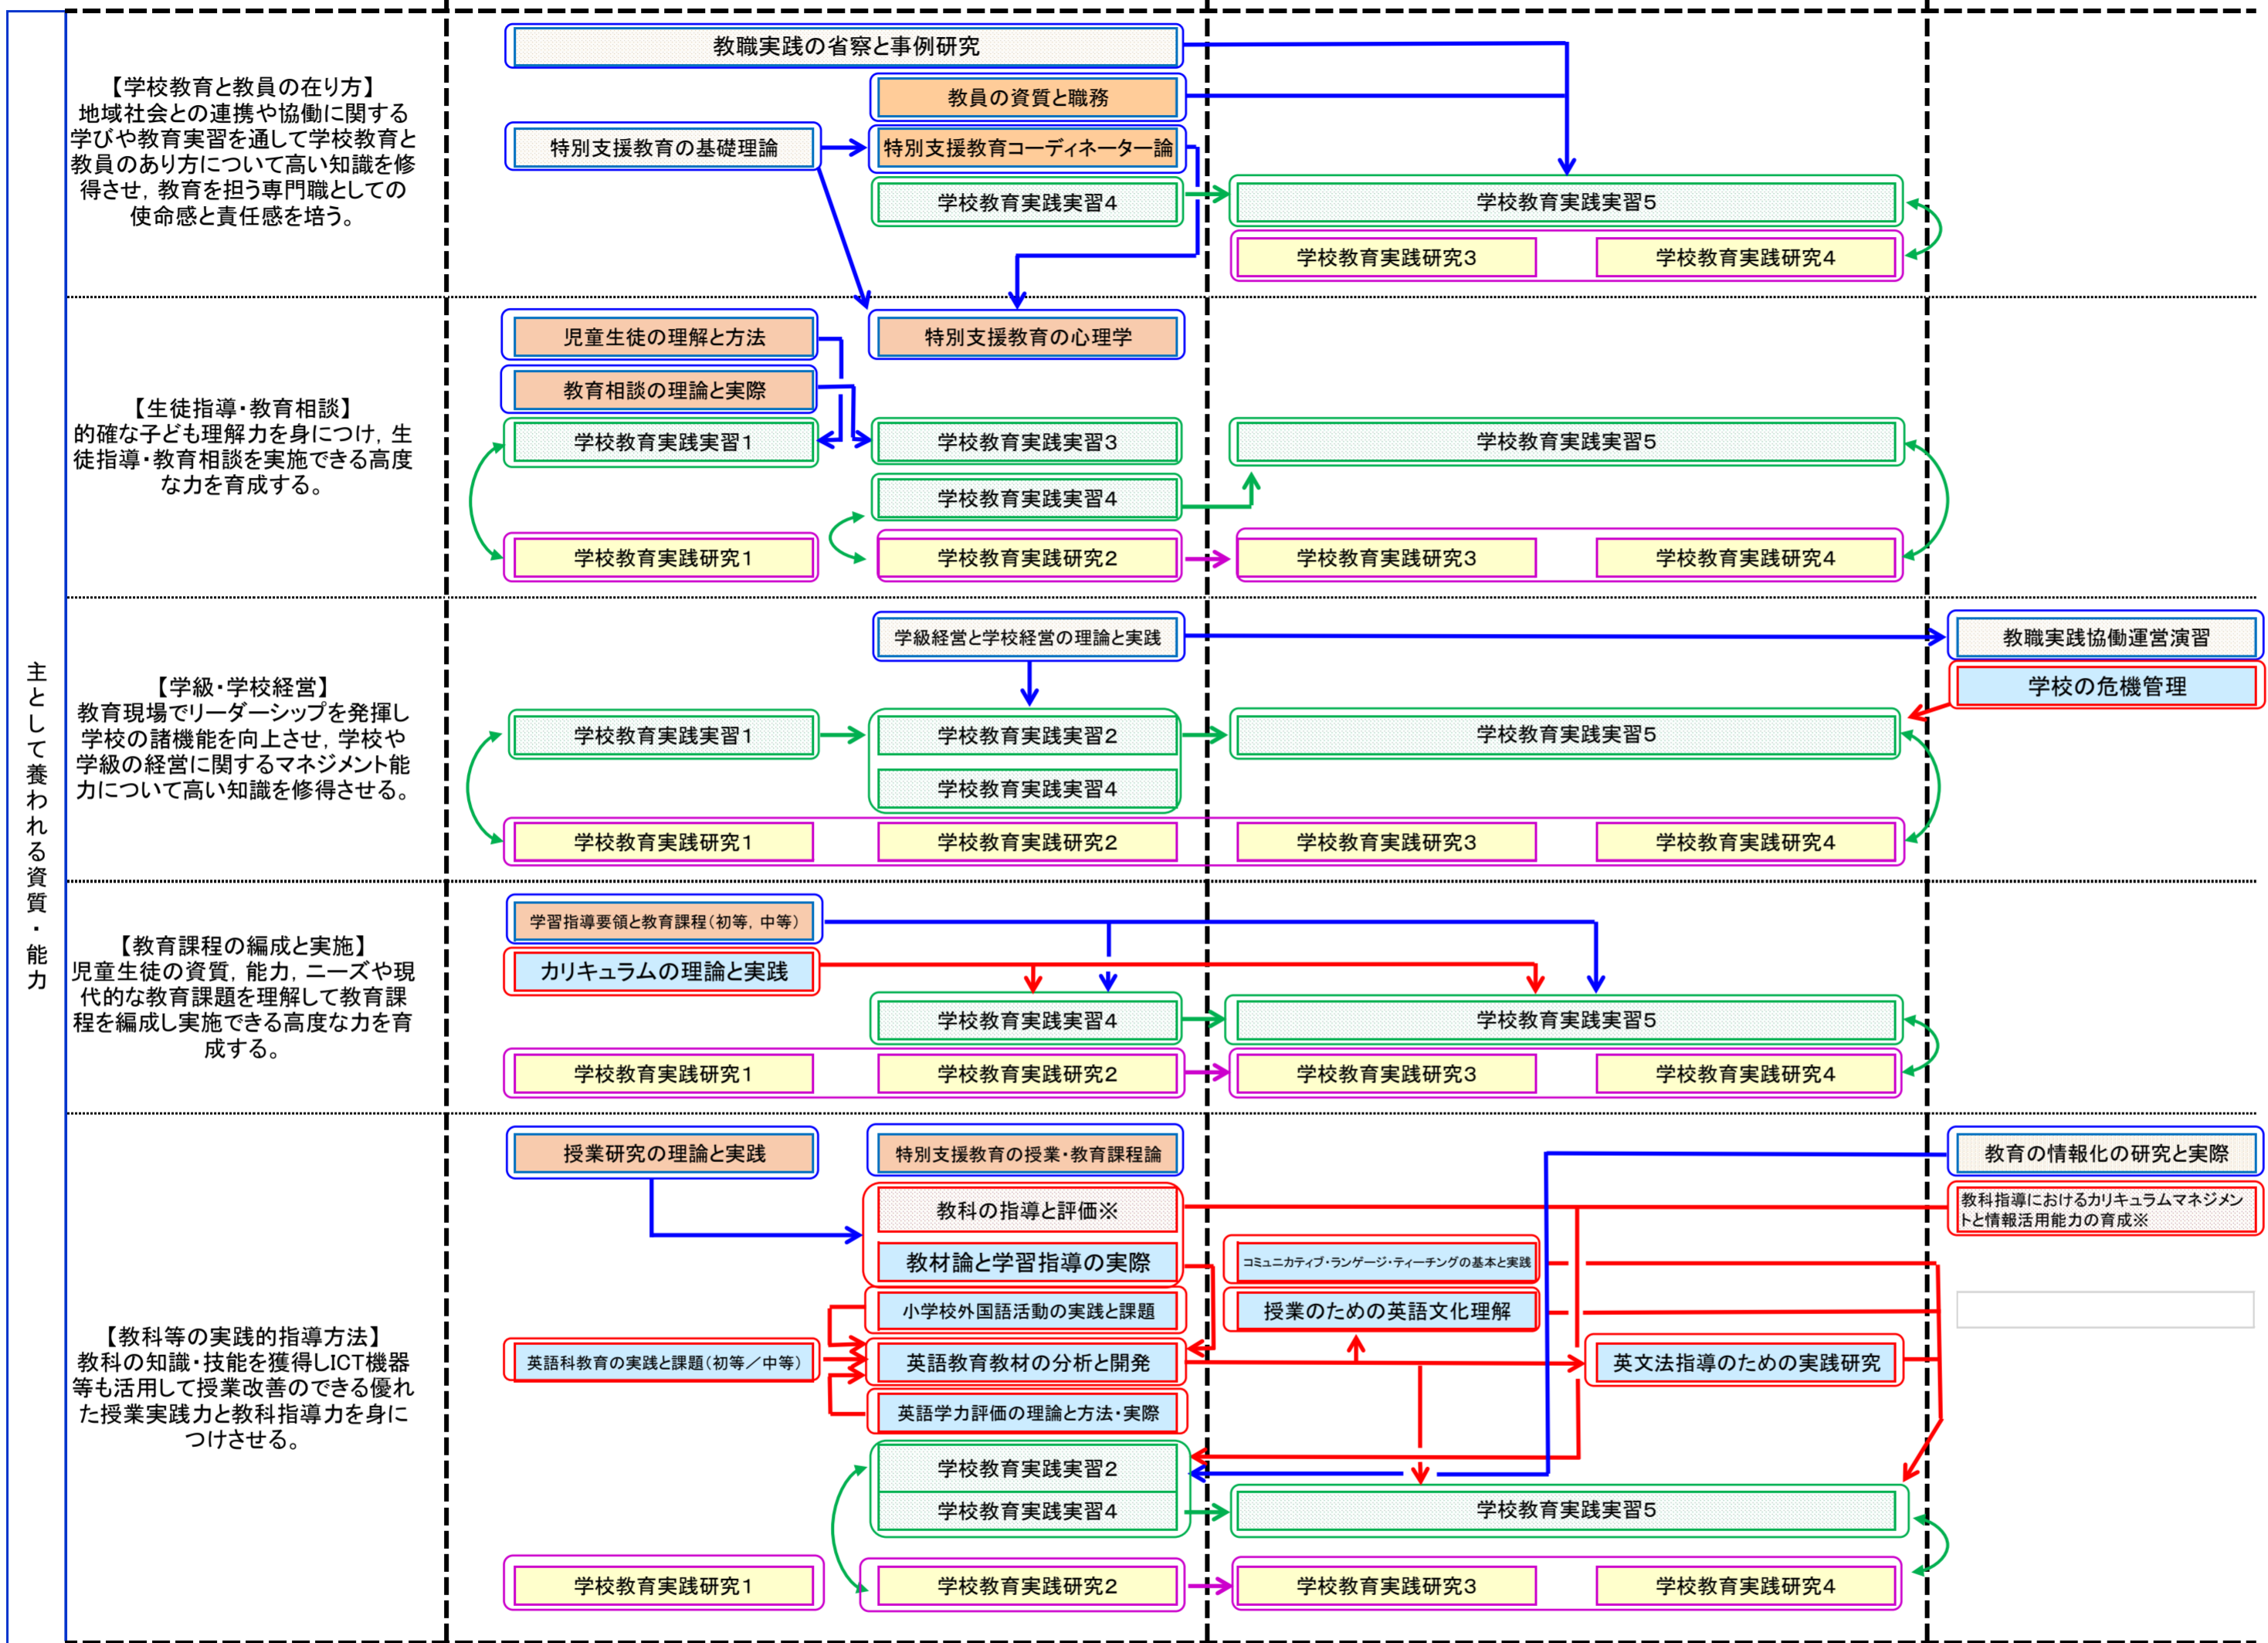 主として養われる資質・能力
【学校教育と教員の在り方】
地域社会との連携や協働に関する
学びや教育実習を通して学校教育と
教員のあり方について高い知識を修
得させ，教育を担う専門職としての
使命感と責任感を培う。
教職実践の省察と事例研究
教員の資質と職務
特別支援教育の基礎理論
特別支援教育コーディネーター論
学校教育実践実習４
学校教育実践実習５
学校教育実践研究３
学校教育実践研究４
【生徒指導・教育相談】
的確な子ども理解力を身につけ，生
徒指導・教育相談を実施できる高度
な力を育成する。
児童生徒の理解と方法
特別支援教育の心理学
教育相談の理論と実際
学校教育実践実習１
学校教育実践実習３
学校教育実践実習５
学校教育実践実習４
学校教育実践研究１
学校教育実践研究２
学校教育実践研究３
学校教育実践研究４
【学級・学校経営】
教育現場でリーダーシップを発揮し
学校の諸機能を向上させ，学校や
学級の経営に関するマネジメント能
力について高い知識を修得させる。
学級経営と学校経営の理論と実践
教職実践協働運営演習
学校の危機管理
学校教育実践実習１
学校教育実践実習２
学校教育実践実習５
学校教育実践実習４
学校教育実践研究１
学校教育実践研究２
学校教育実践研究３
学校教育実践研究４
【教育課程の編成と実施】
児童生徒の資質，能力，ニーズや現
代的な教育課題を理解して教育課
程を編成し実施できる高度な力を育
成する。
学習指導要領と教育課程（初等，中等）
カリキュラムの理論と実践
学校教育実践実習４
学校教育実践実習５
学校教育実践研究１
学校教育実践研究２
学校教育実践研究３
学校教育実践研究４
【教科等の実践的指導方法】
教科の知識・技能を獲得しICT機器
等も活用して授業改善のできる優れ
た授業実践力と教科指導力を身に
つけさせる。
授業研究の理論と実践
特別支援教育の授業・教育課程論
教育の情報化の研究と実際
教科の指導と評価※
教科指導におけるカリキュラムマネジメン
トと情報活用能力の育成※
教材論と学習指導の実際
コミュニカティブ・ランゲージ・ティーチングの基本と実践
小学校外国語活動の実践と課題
授業のための英語文化理解
英語科教育の実践と課題（初等／中等）
英語教育教材の分析と開発
英文法指導のための実践研究
英語学力評価の理論と方法・実際
学校教育実践実習２
学校教育実践実習４
学校教育実践実習５
学校教育実践研究１
学校教育実践研究２
学校教育実践研究３
学校教育実践研究４